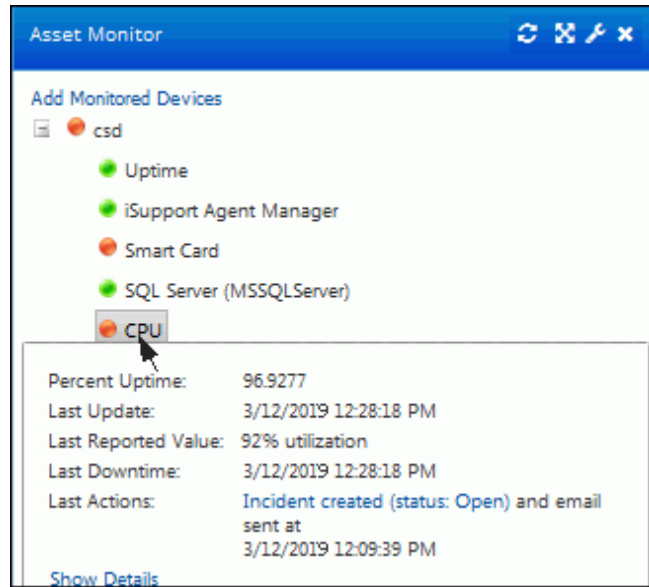 Asset Monitor
Add Monitored Devices
csd
Uptime
iSupport Agent Manager
Smart Card
SQL Server (MSSQLServer)
CPU
Percent Uptime: 96.9277
Last Update: 3/12/2019 12:28:18 PM
Last Reported Value: 92% utilization
Last Downtime: 3/12/2019 12:28:18 PM
Last Actions: Incident created (status: Open) and email
sent at
3/12/2019 12:09:39 PM
Show Details